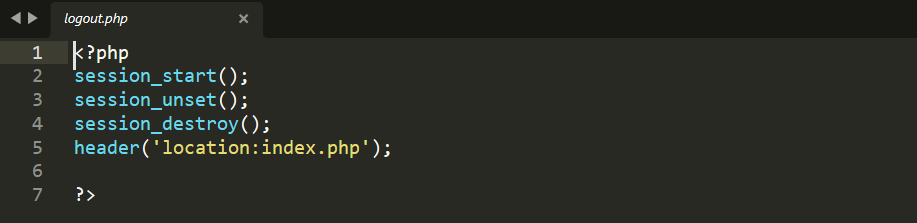 logout.php
1 <?php
2 session_start();
3 session_unset();
4 session_destroy();
5 header('location:index.php');
6
7 ?>